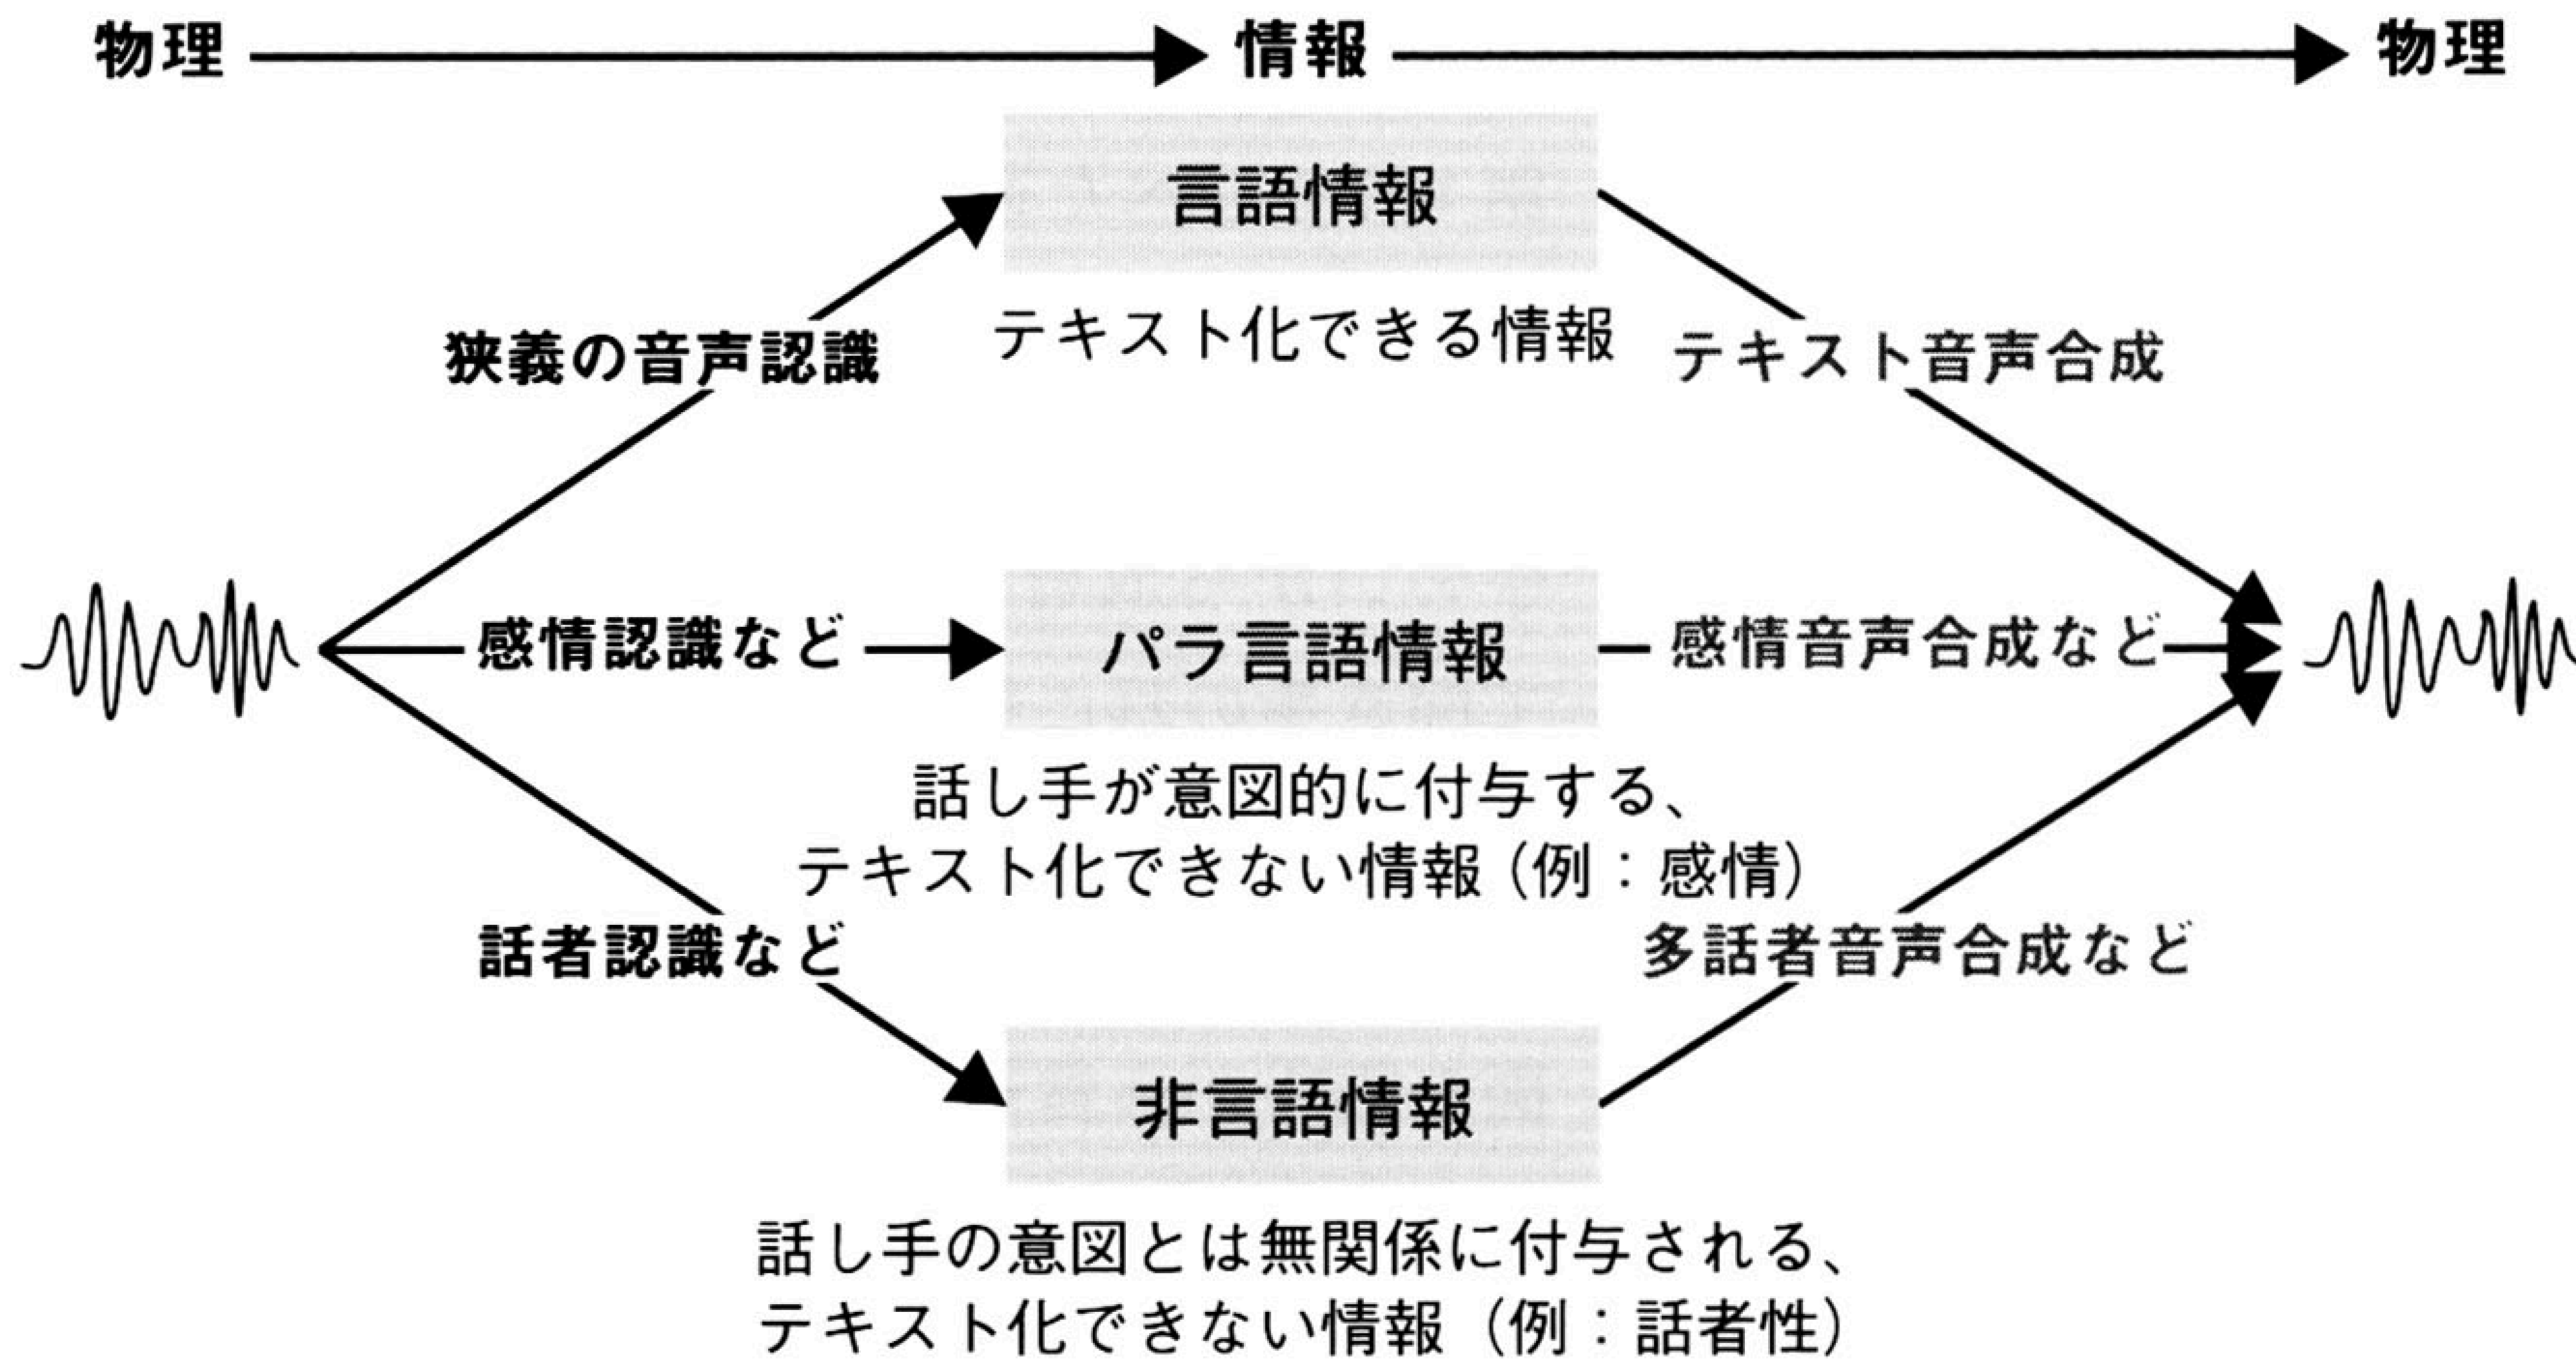 物理
情報
物理
言語情報
テキスト化できる情報
狭義の音声認識
テキスト音声合成
感情認識など
パラ言語情報
感情音声合成など
話し手が意図的に付与する、
テキスト化できない情報（例：感情）
話者認識など
多話者音声合成など
非言語情報
話し手の意図とは無関係に付与される、
テキスト化できない情報（例：話者性）